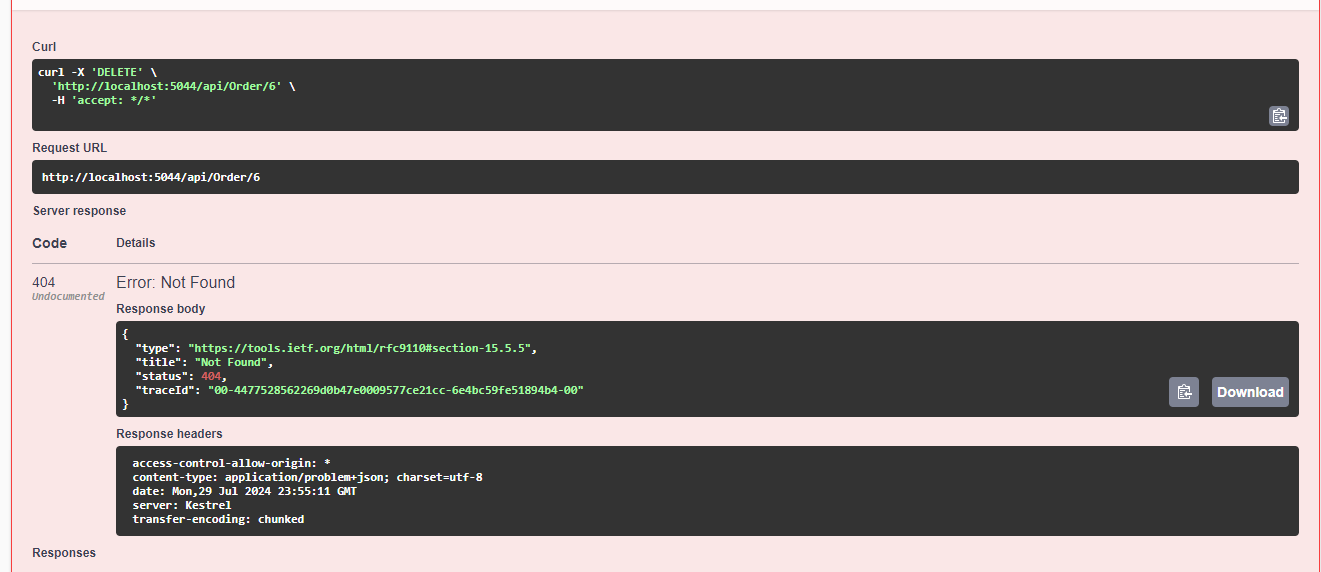 Curl
curl -X 'DELETE' \
  'http://localhost:5044/api/Order/6' \
  -H 'accept: */*'
Request URL
http://localhost:5044/api/Order/6
Server response
Code Details
404 Error: Not Found
Undocumented
Response body
{
  "type": "https://tools.ietf.org/html/rfc9110#section-15.5.5",
  "title": "Not Found",
  "status": 404,
  "traceId": "00-4477528562269d0b47e0009577ce21cc-6e4bc59fe51894b4-00"
}
Download
Response headers
access-control-allow-origin: *
content-type: application/problem+json; charset=utf-8
date: Mon,29 Jul 2024 23:55:11 GMT
server: Kestrel
transfer-encoding: chunked
Responses